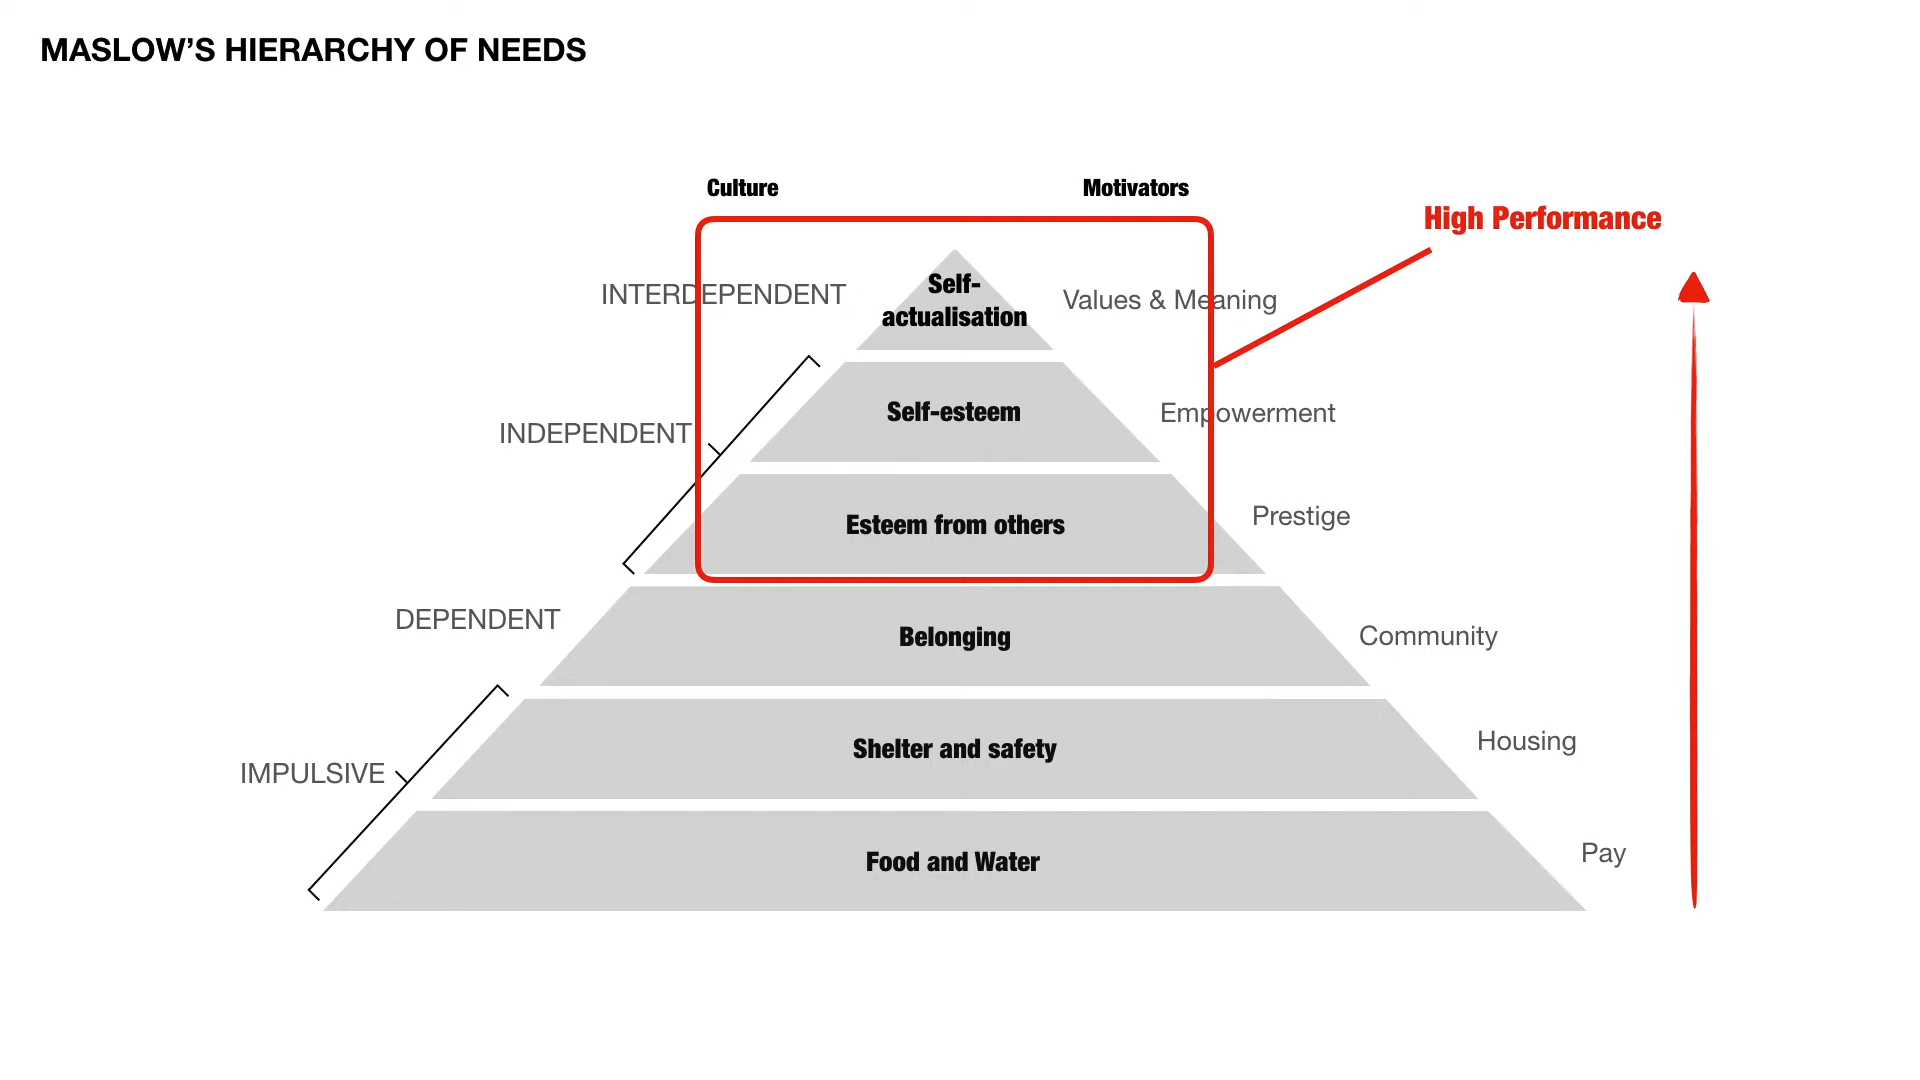 MASLOW’S HIERARCHY OF NEEDS
Culture
Motivators
High Performance
INTERDEPENDENT
Self-
actualisation
Values & Meaning
INDEPENDENT
Self-esteem
Empowerment
Esteem from others
Prestige
DEPENDENT
Belonging
Community
IMPULSIVE
Shelter and safety
Housing
Food and Water
Pay